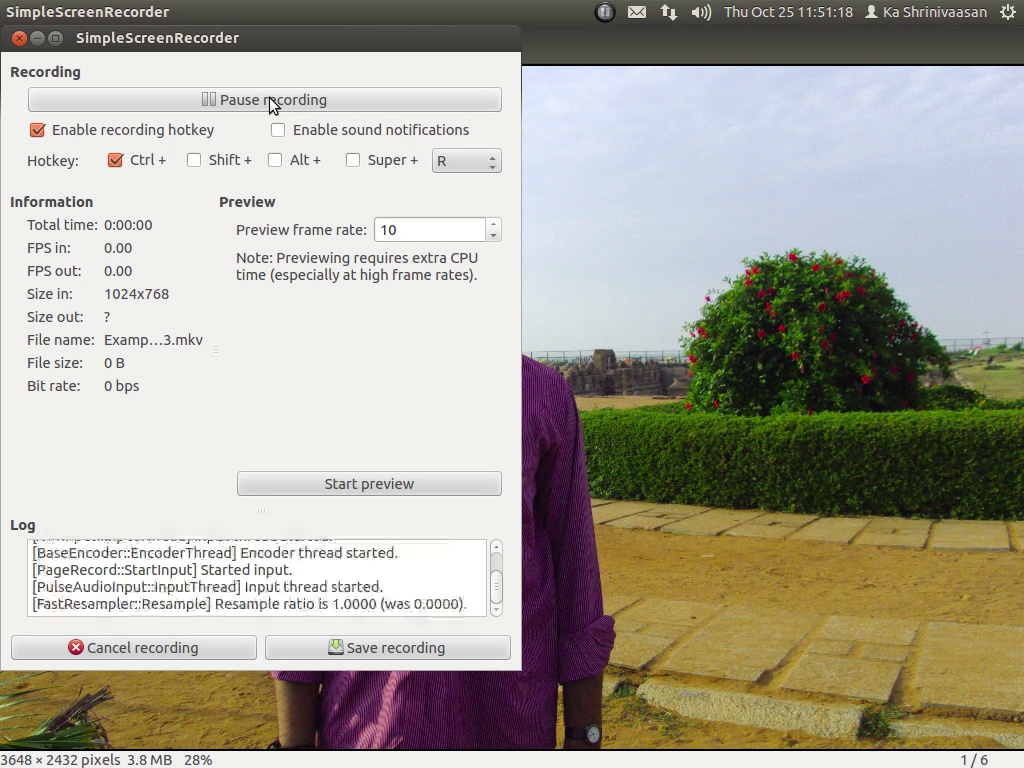 SimpleScreenRecorder
Thu Oct 25 11:51:18 Ka Shrinivaasan
SimpleScreenRecorder
Recording
Pause recording
Enable recording hotkey Enable sound notifications
Hotkey: Ctrl + Shift + Alt + Super + R
Information
Total time: 0:00:00
FPS in: 0.00
FPS out: 0.00
Size in: 1024x768
Size out: ?
File name: Examp...3.mkv
File size: 0 B
Bit rate: 0 bps
Preview
Preview frame rate: 10
Note: Previewing requires extra CPU
time (especially at high frame rates).
Start preview
Log
[BaseEncoder::EncoderThread] Encoder thread started.
[PageRecord::StartInput] Started input.
[PulseAudioInput::InputThread] Input thread started.
[FastResampler::Resample] Resample ratio is 1.0000 (was 0.0000).
Cancel recording Save recording
3648 × 2432 pixels 3.8 MB 28% 1 / 6